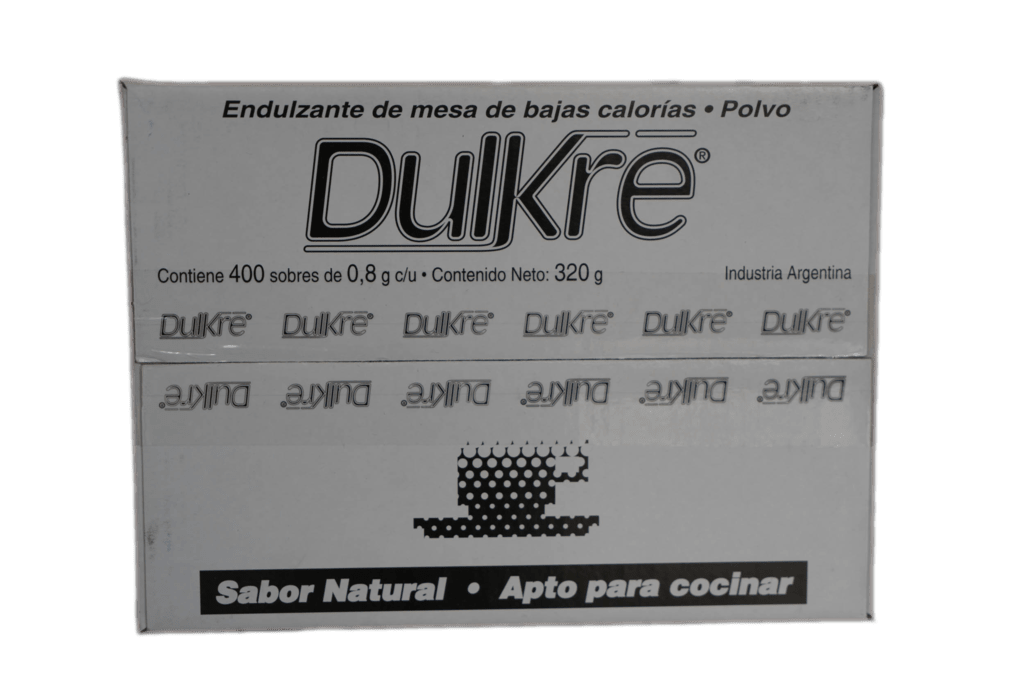 Endulzante de mesa de bajas calorías • Polvo
Dulkre®
Contiene 400 sobres de 0,8 g c/u • Contenido Neto: 320 g Industria Argentina
Dulkre® Dulkre® Dulkre® Dulkre® Dulkre® Dulkre®
Dulkre® Dulkre® Dulkre® Dulkre® Dulkre® Dulkre®
Sabor Natural • Apto para cocinar